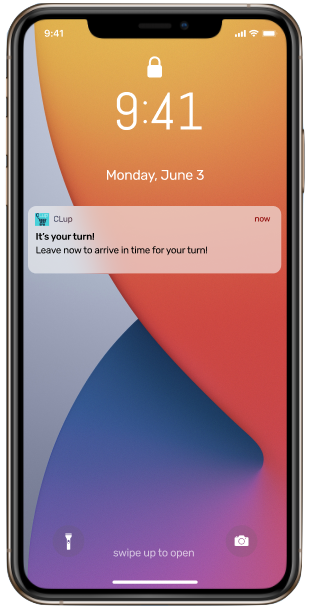 9:41
9:41
Monday, June 3
CLup
now
It's your turn!
Leave now to arrive in time for your turn!
swipe up to open